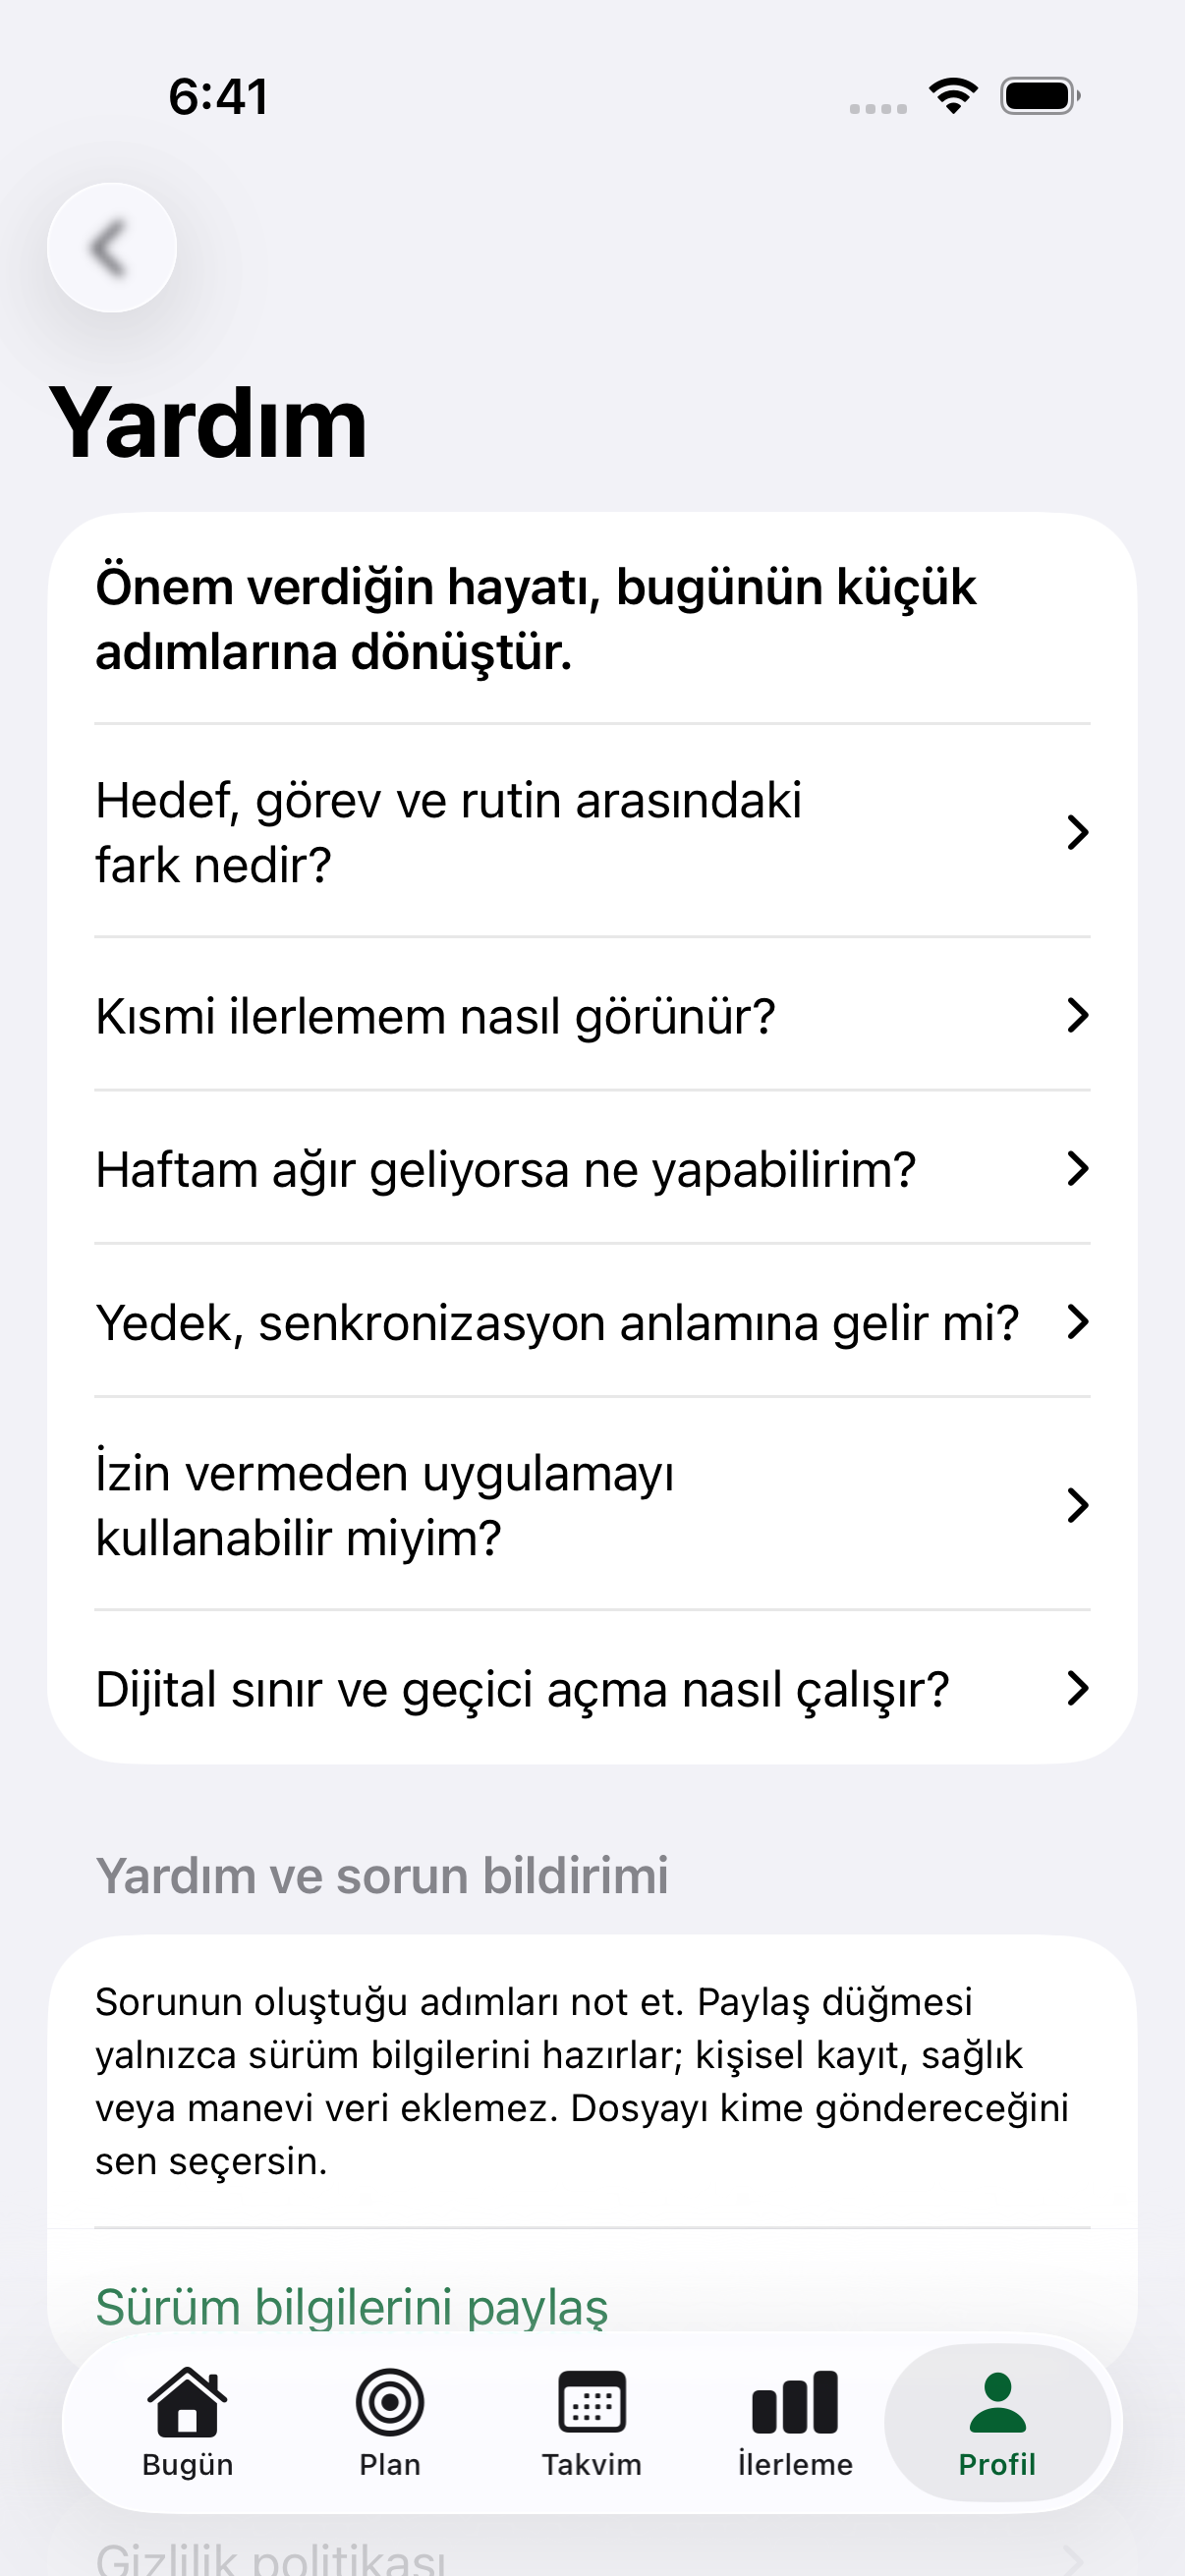 6:41
Yardım
Önem verdiğin hayatı, bugünün küçük
adımlarına dönüştür.
Hedef, görev ve rutin arasındaki
fark nedir?
Kısmi ilerlemem nasıl görünür?
Haftam ağır geliyorsa ne yapabilirim?
Yedek, senkronizasyon anlamına gelir mi?
İzin vermeden uygulamayı
kullanabilir miyim?
Dijital sınır ve geçici açma nasıl çalışır?
Yardım ve sorun bildirimi
Sorunun oluştuğu adımları not et. Paylaş düğmesi
yalnızca sürüm bilgilerini hazırlar; kişisel kayıt, sağlık
veya manevi veri eklemez. Dosyayı kime göndereceğini
sen seçersin.
Sürüm bilgilerini paylaş
Bugün
Plan
Takvim
İlerleme
Profil
Gizlilik politikası